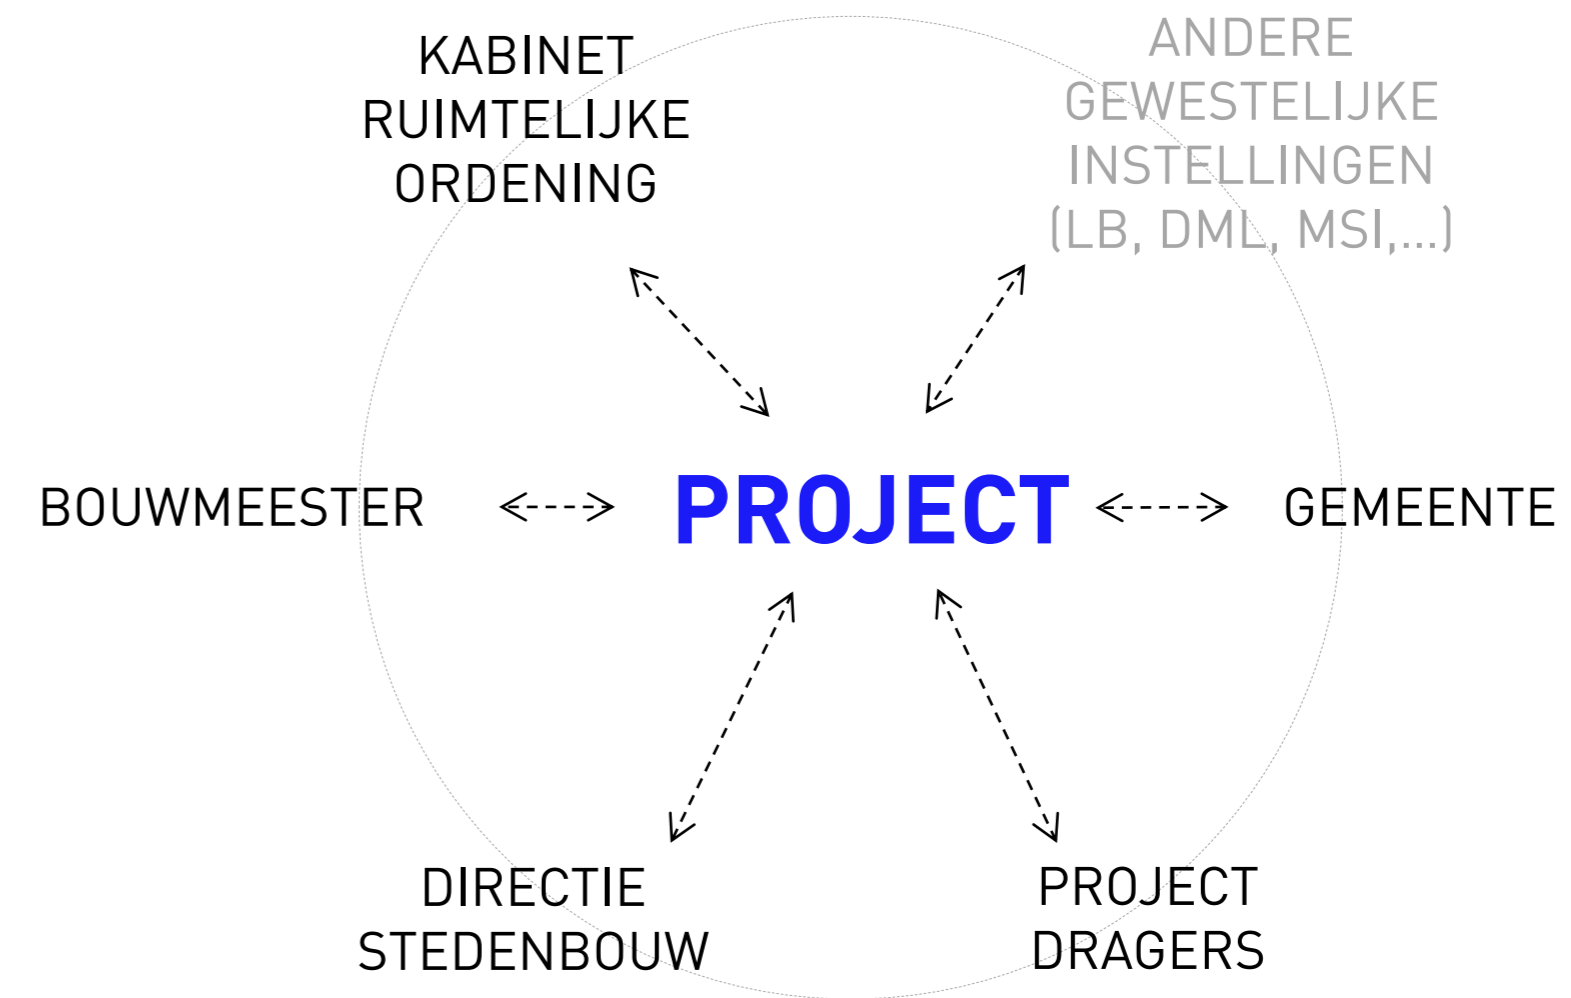 KABINET
RUIMTELIJKE
ORDENING
ANDERE
GEWESTELIJKE
INSTELLINGEN
(LB, DML, MSI,...)
BOUWMEESTER
PROJECT
GEMEENTE
DIRECTIE
STEDENBOUW
PROJECT
DRAGERS